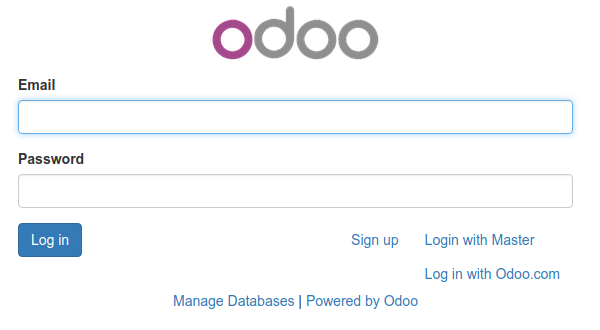 odoo
Email
Password
Log in Sign up Login with Master
Log in with Odoo.com
Manage Databases | Powered by Odoo